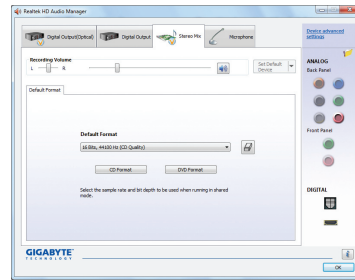 Realtek HD Audio Manager
Digital Output(Optical)
Digital Output
Stereo Mix
Microphone
Device advanced
settings
Recording Volume
L
R
Set Default
Device
ANALOG
Back Panel
Default Format
Default Format
16 Bits, 44100 Hz (CD Quality)
CD Format
DVD Format
Select the sample rate and bit depth to be used when running in shared
mode.
Front Panel
DIGITAL
GIGABYTE™
TECHNOLOGY
OK